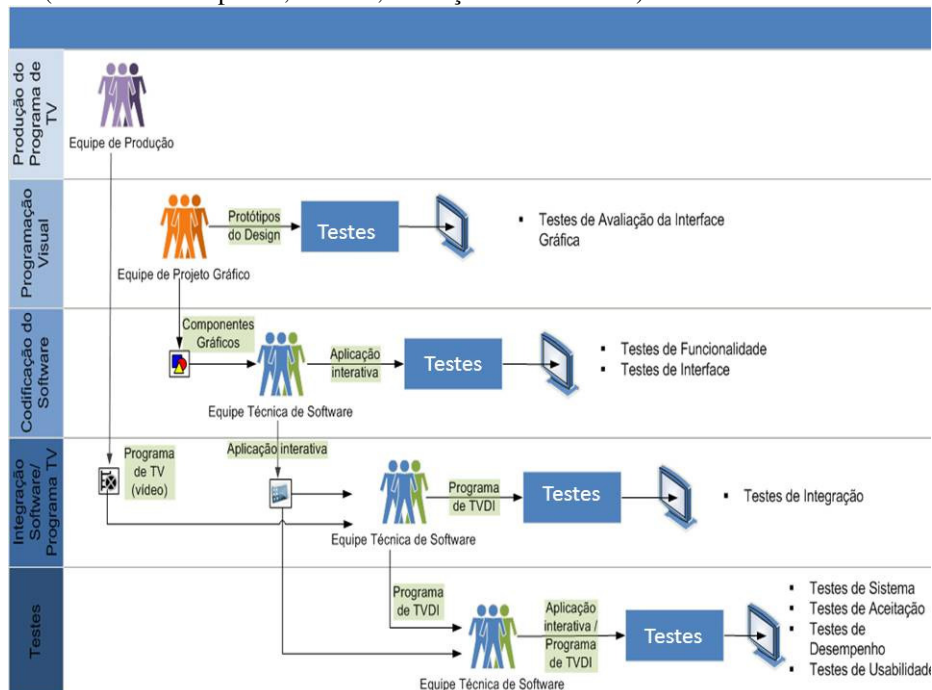 Produção do
Programa de
TV
Equipe de Produção
Programação
Visual
Equipe de Projeto Gráfico
Protótipos
do Design
Testes
Testes de Avaliação da Interface
Gráfica
Codificação do
Software
Componentes
Gráficos
Equipe Técnica de Software
Aplicação
interativa
Testes
Testes de Funcionalidade
Testes de Interface
Integração
Software/
Programa TV
Programa
de TV
(vídeo)
Aplicação interativa
Equipe Técnica de Software
Programa
de TVDI
Testes
Testes de Integração
Testes
Programa
de TVDI
Equipe Técnica de Software
Aplicação
interativa /
Programa
de TVDI
Testes
Testes de Sistema
Testes de Aceitação
Testes de
Desempenho
Testes de Usabilidade